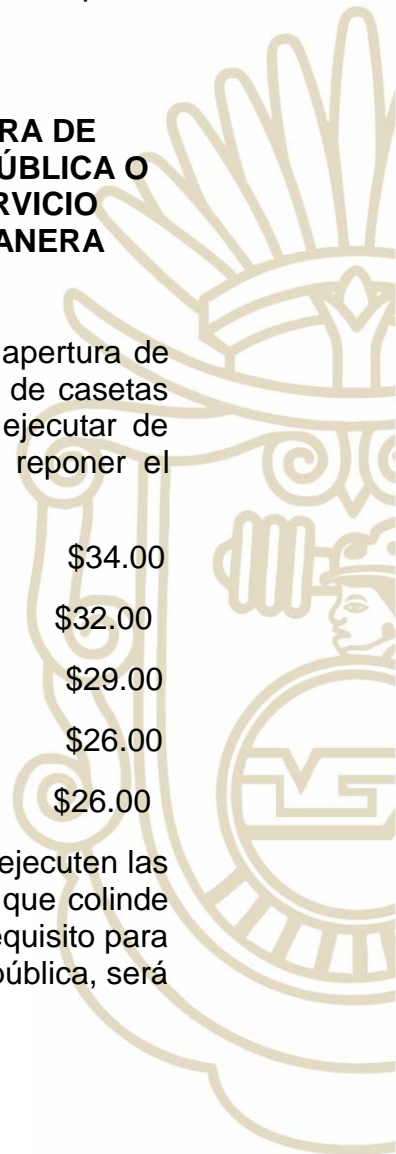 RA DE
ÚBLICA O
RVICIO
ANERA
apertura de
de casetas
ejecutar de
reponer el
$34.00
$32.00
$29.00
$26.00
$26.00
ejecuten las
que colinde
equisito para
pública, será